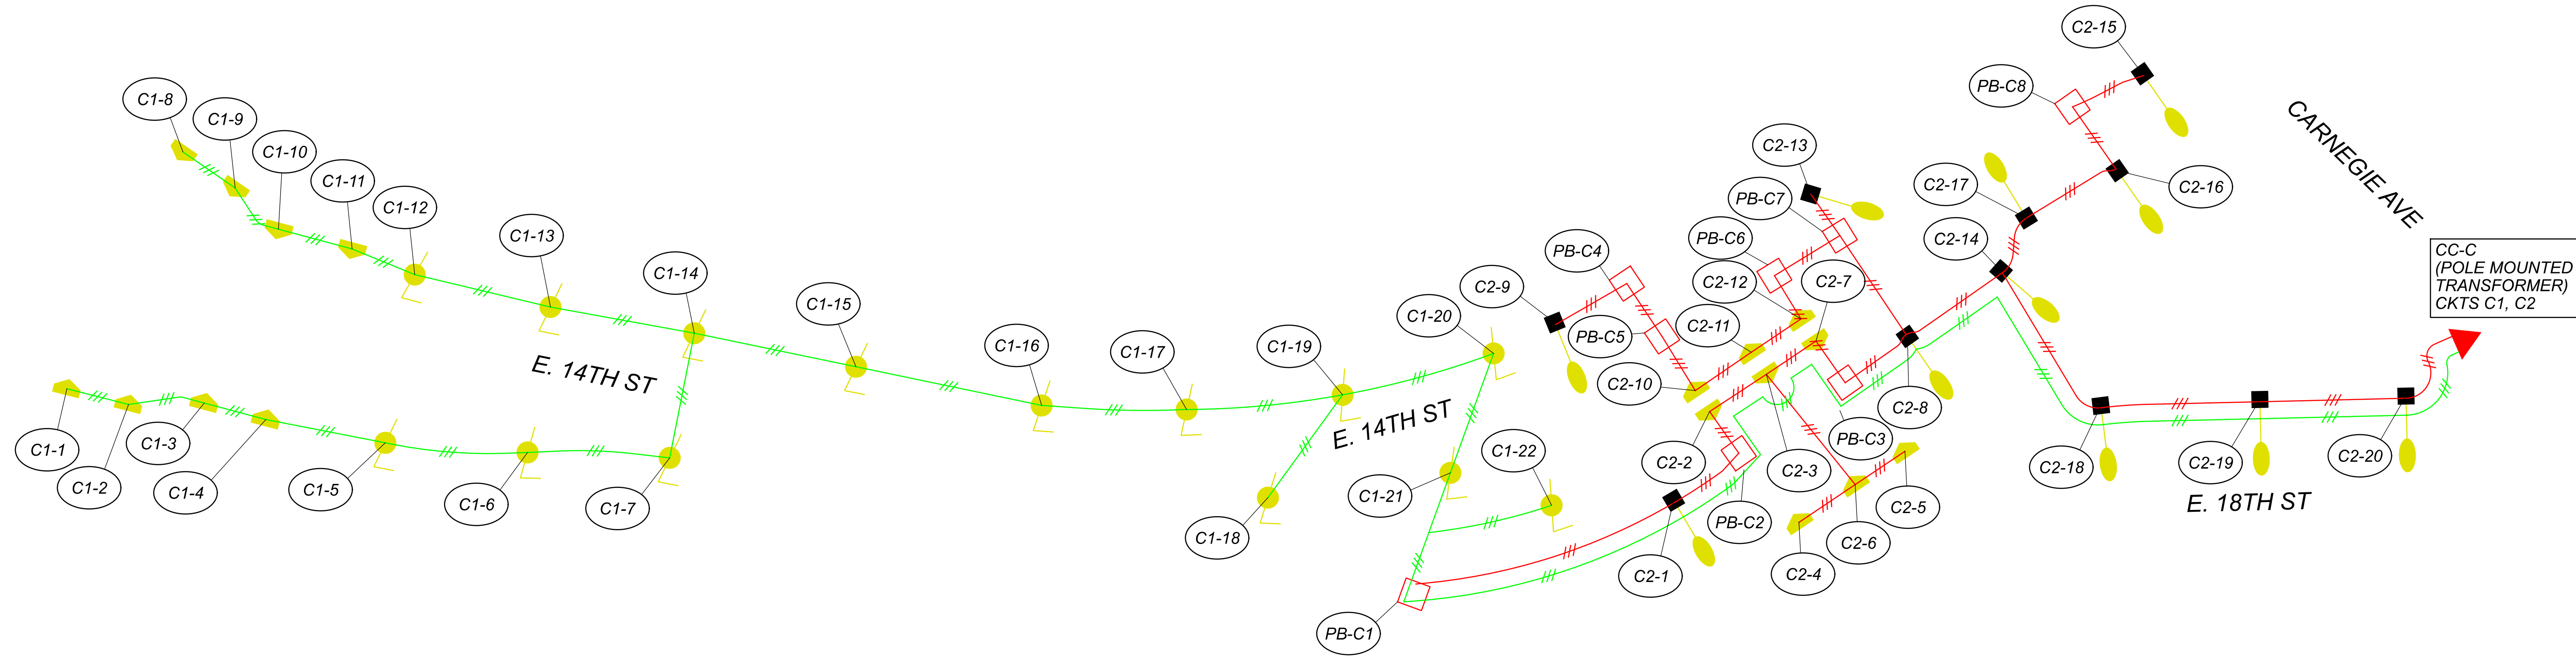 C2-15
PB-C8
C1-8
C1-9
C1-10
C1-11
C1-12
C1-13
C1-14
C1-15
C1-16
C1-17
C1-19
C1-20
C2-9
PB-C4
PB-C5
C2-10
C2-11
C2-12
PB-C6
PB-C7
C2-13
C2-7
C2-14
C2-17
C2-16
CARNEGIE AVE
CC-C
(POLE MOUNTED
TRANSFORMER)
CKTS C1, C2
E. 14TH ST
E. 14TH ST
C1-1
C1-2
C1-3
C1-4
C1-5
C1-6
C1-7
C1-18
C1-21
C1-22
PB-C1
C2-1
C2-2
PB-C2
C2-3
C2-4
C2-6
C2-5
PB-C3
C2-8
C2-18
C2-19
C2-20
E. 18TH ST